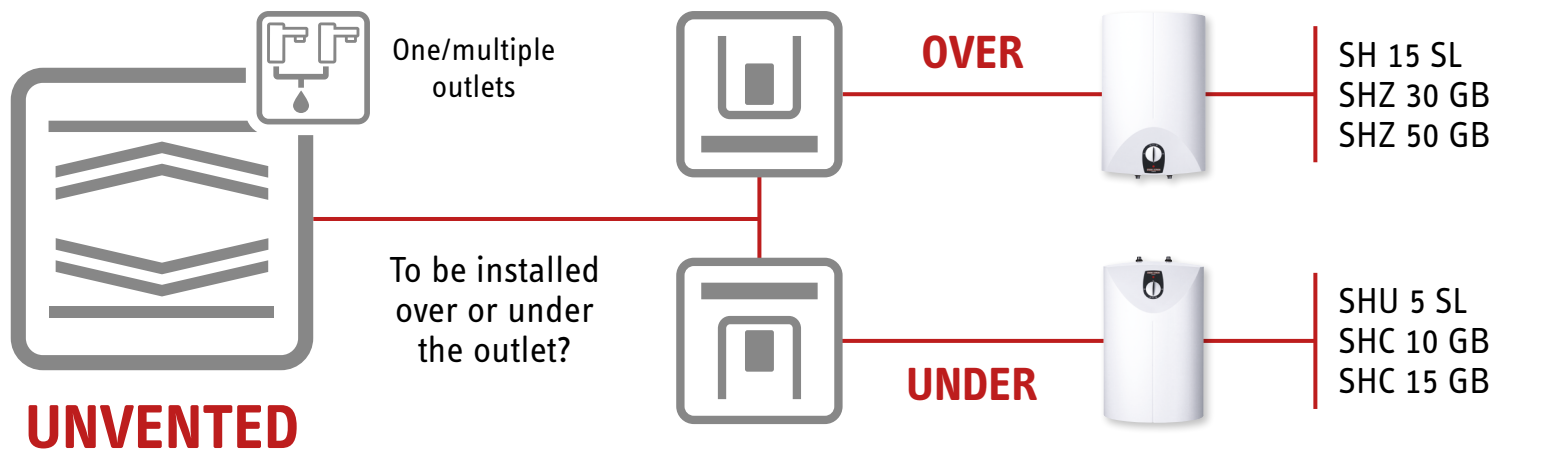 One/multiple
outlets
UNVENTED
To be installed
over or under
the outlet?
OVER
SH 15 SL
SHZ 30 GB
SHZ 50 GB
UNDER
SHU 5 SL
SHC 10 GB
SHC 15 GB